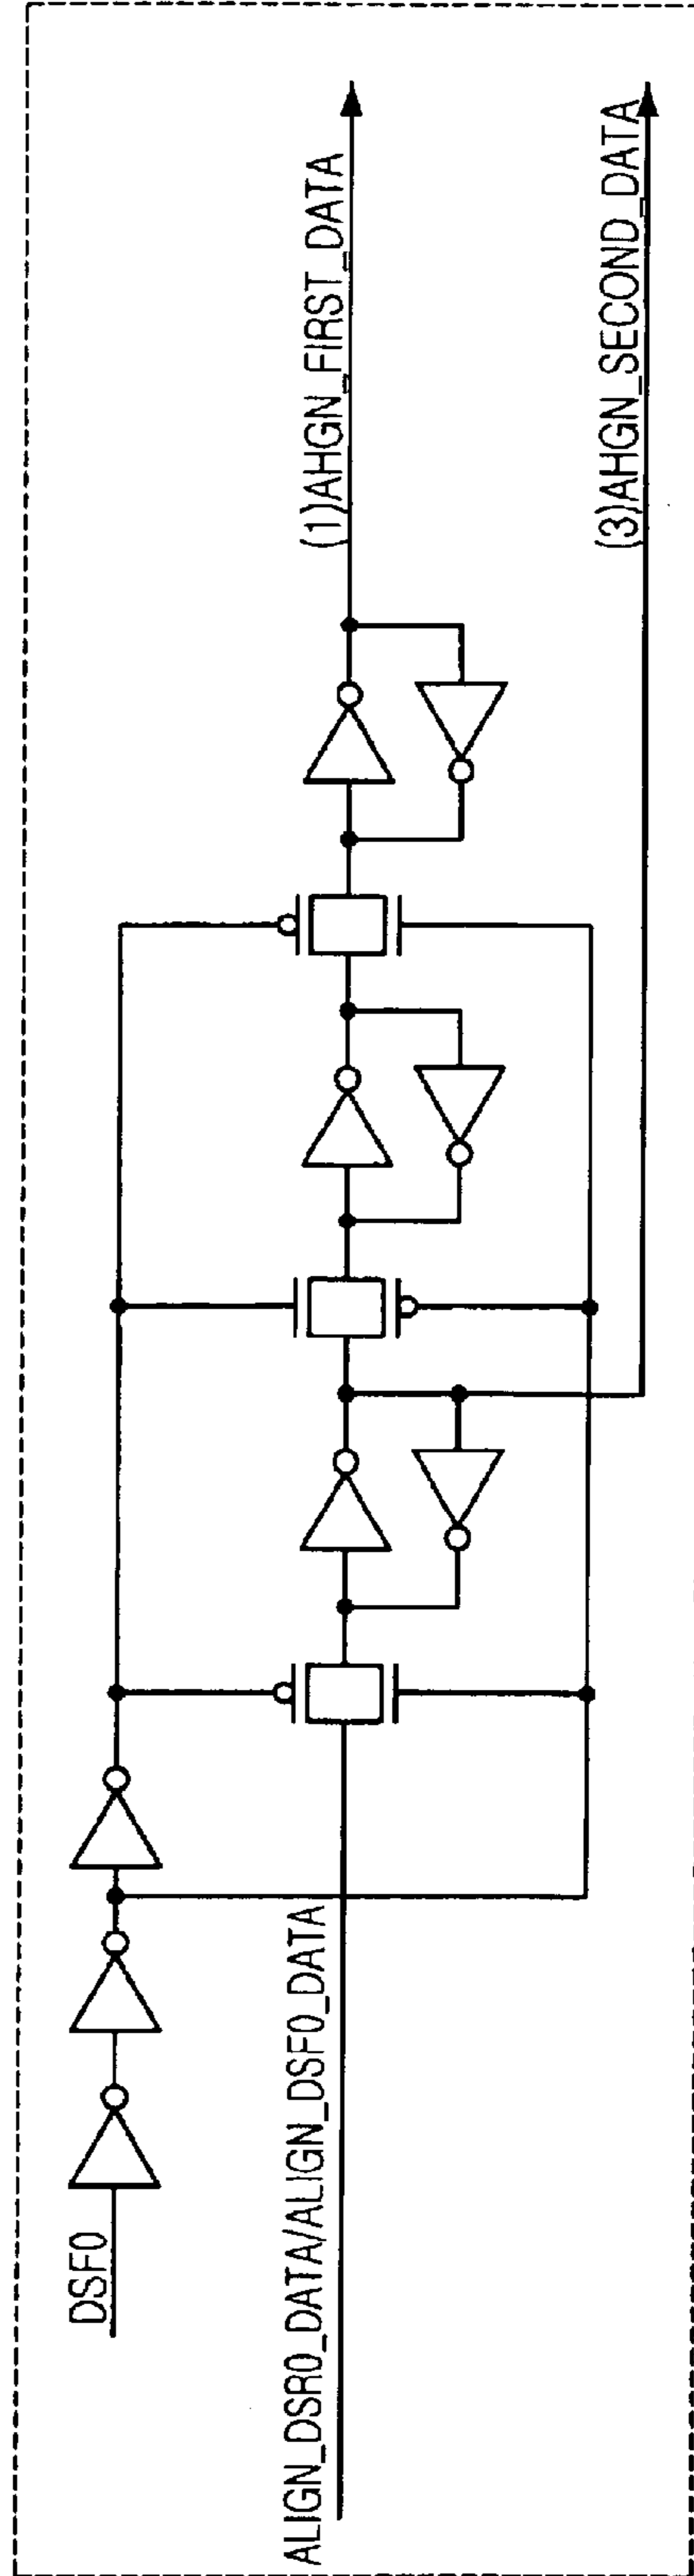 DSF0
ALIGN_DSR0_DATA/ALIGN_DSF0_DATA
(1)AHGN_FIRST_DATA
(3)AHGN_SECOND_DATA